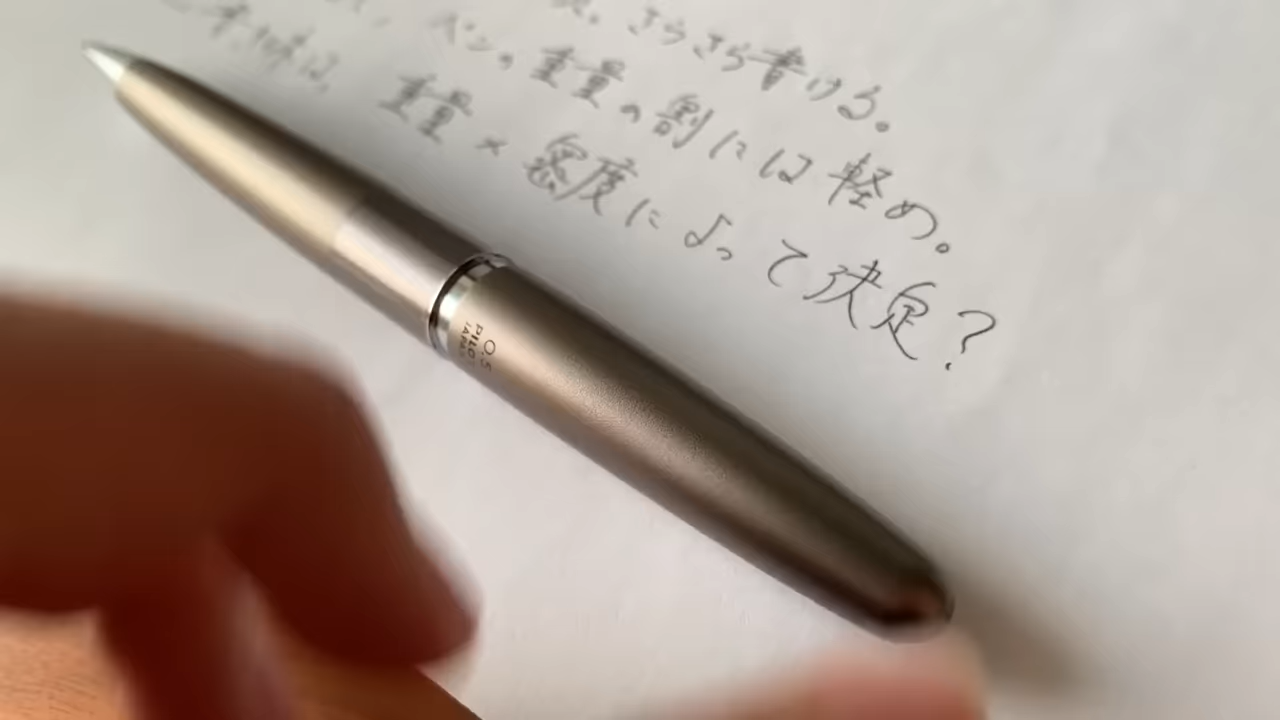 さらさら書ける。
ペンの重量の割には軽め。
重量×密度によって決定?
0.5
PILOT
JAPAN